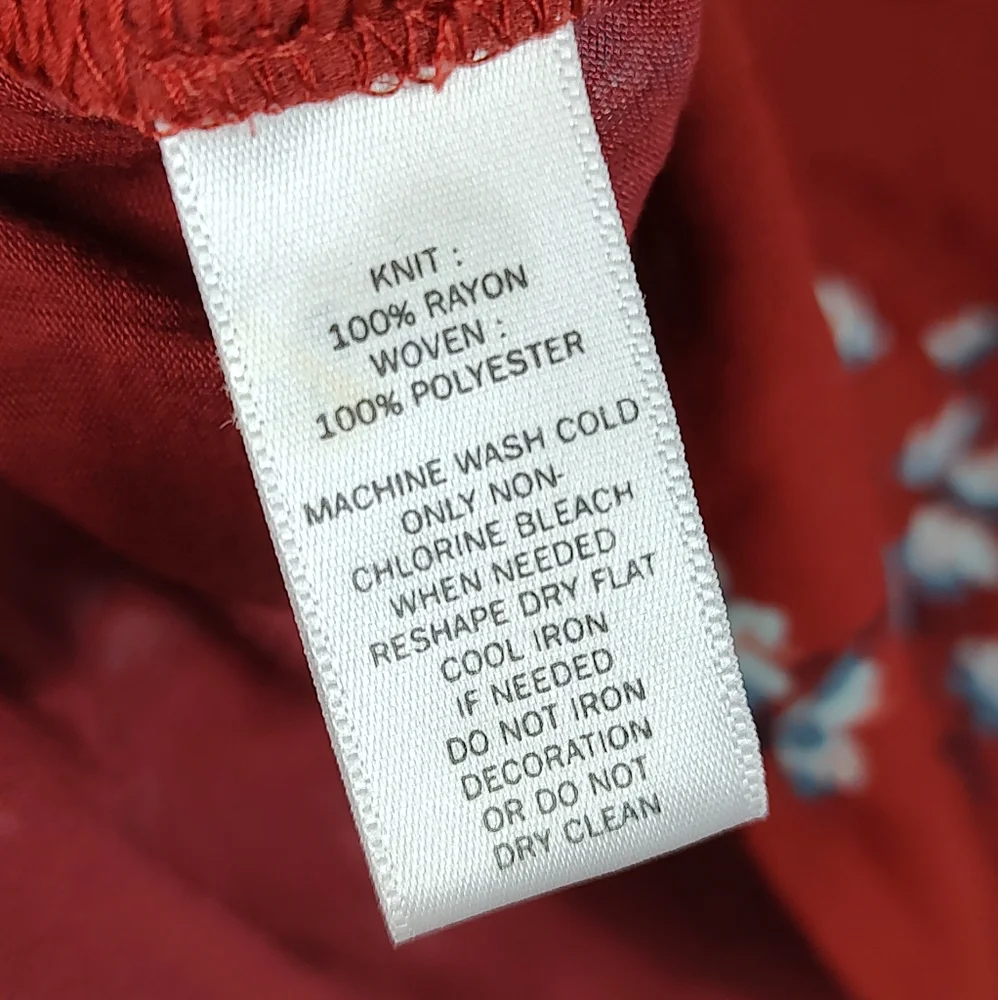 KNIT :
100% RAYON
WOVEN :
100% POLYESTER
MACHINE WASH COLD
ONLY NON-
CHLORINE BLEACH
WHEN NEEDED
RESHAPE DRY FLAT
COOL IRON
IF NEEDED
DO NOT IRON
DECORATION
OR DO NOT
DRY CLEAN